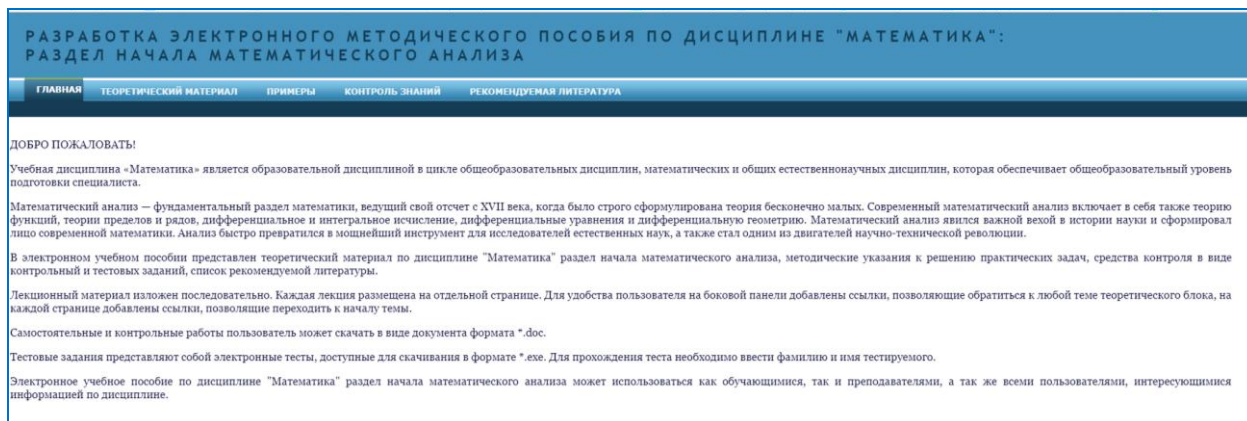 РАЗРАБОТКА ЭЛЕКТРОННОГО МЕТОДИЧЕСКОГО ПОСОБИЯ ПО ДИСЦИПЛИНЕ "МАТЕМАТИКА":
РАЗДЕЛ НАЧАЛА МАТЕМАТИЧЕСКОГО АНАЛИЗА
ГЛАВНАЯ ТЕОРЕТИЧЕСКИЙ МАТЕРИАЛ ПРИМЕРЫ КОНТРОЛЬ ЗНАНИЙ РЕКОМЕНДУЕМАЯ ЛИТЕРАТУРА
ДОБРО ПОЖАЛОВАТЬ!
Учебная дисциплина «Математика» является образовательной дисциплиной в цикле общеобразовательных дисциплин, математических и общих естественнонаучных дисциплин, которая обеспечивает общеобразовательный уровень
подготовки специалиста.
Математический анализ — фундаментальный раздел математики, ведущий свой отсчет с XVII века, когда было строго сформулирована теория бесконечно малых. Современный математический анализ включает в себя также теорию
функций, теории пределов и рядов, дифференциальное и интегральное исчисление, дифференциальные уравнения и дифференциальную геометрию. Математический анализ явился важной вехой в истории науки и сформировал
лицо современной математики. Анализ быстро превратился в мощнейший инструмент для исследователей естественных наук, а также стал одним из двигателей научно-технической революции.
В электронном учебном пособии представлен теоретический материал по дисциплине "Математика" раздел начала математического анализа, методические указания к решению практических задач, средства контроля в виде
контрольный и тестовых заданий, список рекомендуемой литературы.
Лекционный материал изложен последовательно. Каждая лекция размещена на отдельной странице. Для удобства пользователя на боковой панели добавлены ссылки, позволяющие обратиться к любой теме теоретического блока, на
каждой странице добавлены ссылки, позволящие переходить к началу темы.
Самостоятельные и контрольные работы пользователь может скачать в виде документа формата *.doc.
Тестовые задания представляют собой электронные тесты, доступные для скачивания в формате *.exe. Для прохождения теста необходимо ввести фамилию и имя тестируемого.
Электронное учебное пособие по дисциплине "Математика" раздел начала математического анализа может использоваться как обучающимися, так и преподавателями, а так же всеми пользователями, интересующимися
информацией по дисциплине.